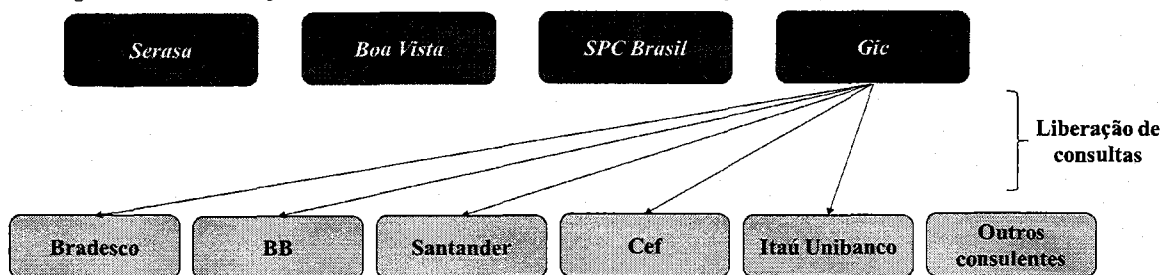 Serasa
Boa Vista
SPC Brasil
Gic
Liberação de
consultas
Bradesco
BB
Santander
Cef
Itaú Unibanco
Outros
consulentes